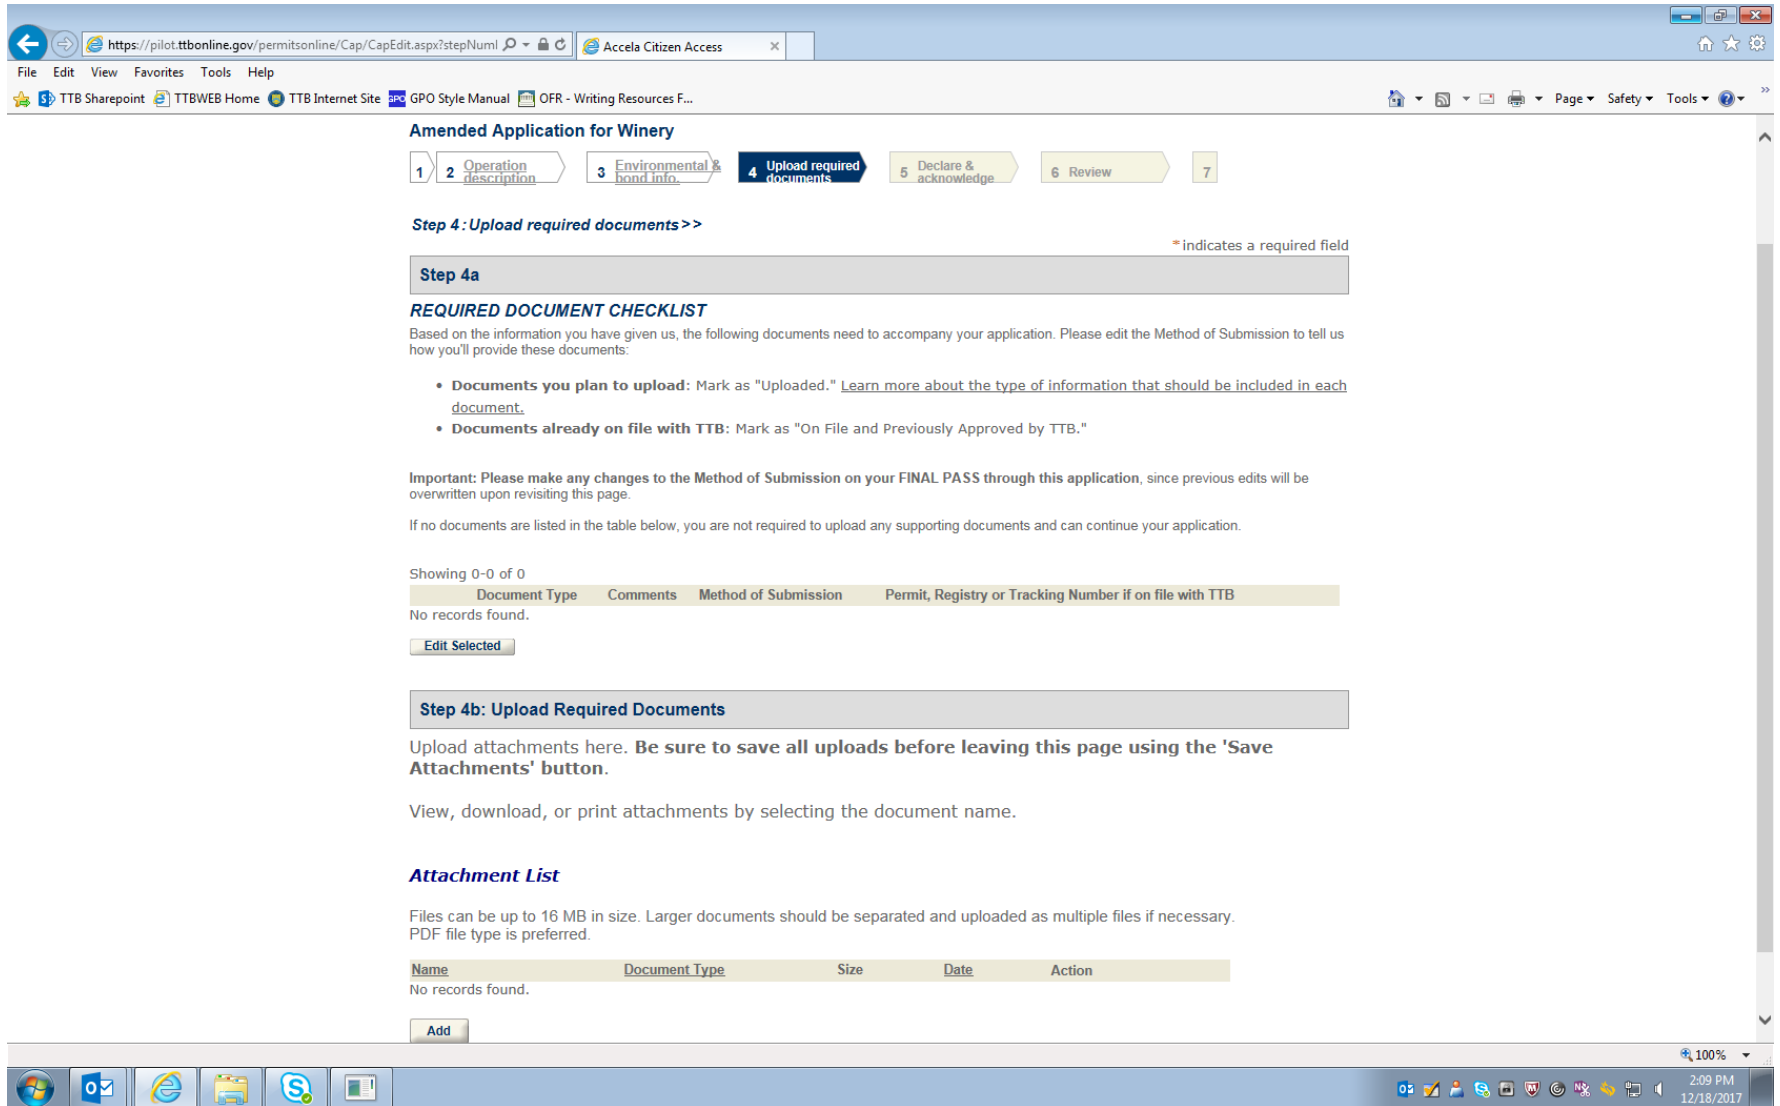 https://pilot.ttbonline.gov/permitsonline/Cap/CapEdit.aspx?stepNuml
Accela Citizen Access
File Edit View Favorites Tools Help
TTB Sharepoint TTBWEB Home TTB Internet Site GPO GPO Style Manual OFR - Writing Resources F...
Page Safety Tools
Amended Application for Winery
1 2 Operation description 3 Environmental & bond info. 4 Upload required documents 5 Declare & acknowledge 6 Review 7
Step 4: Upload required documents>>
*indicates a required field
Step 4a
REQUIRED DOCUMENT CHECKLIST
Based on the information you have given us, the following documents need to accompany your application. Please edit the Method of Submission to tell us
how you'll provide these documents:
• Documents you plan to upload: Mark as "Uploaded." Learn more about the type of information that should be included in each
document.
• Documents already on file with TTB: Mark as "On File and Previously Approved by TTB."
Important: Please make any changes to the Method of Submission on your FINAL PASS through this application, since previous edits will be
overwritten upon revisiting this page.
If no documents are listed in the table below, you are not required to upload any supporting documents and can continue your application.
Showing 0-0 of 0
Document Type Comments Method of Submission Permit, Registry or Tracking Number if on file with TTB
No records found.
Edit Selected
Step 4b: Upload Required Documents
Upload attachments here. Be sure to save all uploads before leaving this page using the 'Save
Attachments' button.
View, download, or print attachments by selecting the document name.
Attachment List
Files can be up to 16 MB in size. Larger documents should be separated and uploaded as multiple files if necessary.
PDF file type is preferred.
Name Document Type Size Date Action
No records found.
Add
100%
2:09 PM
12/18/2017